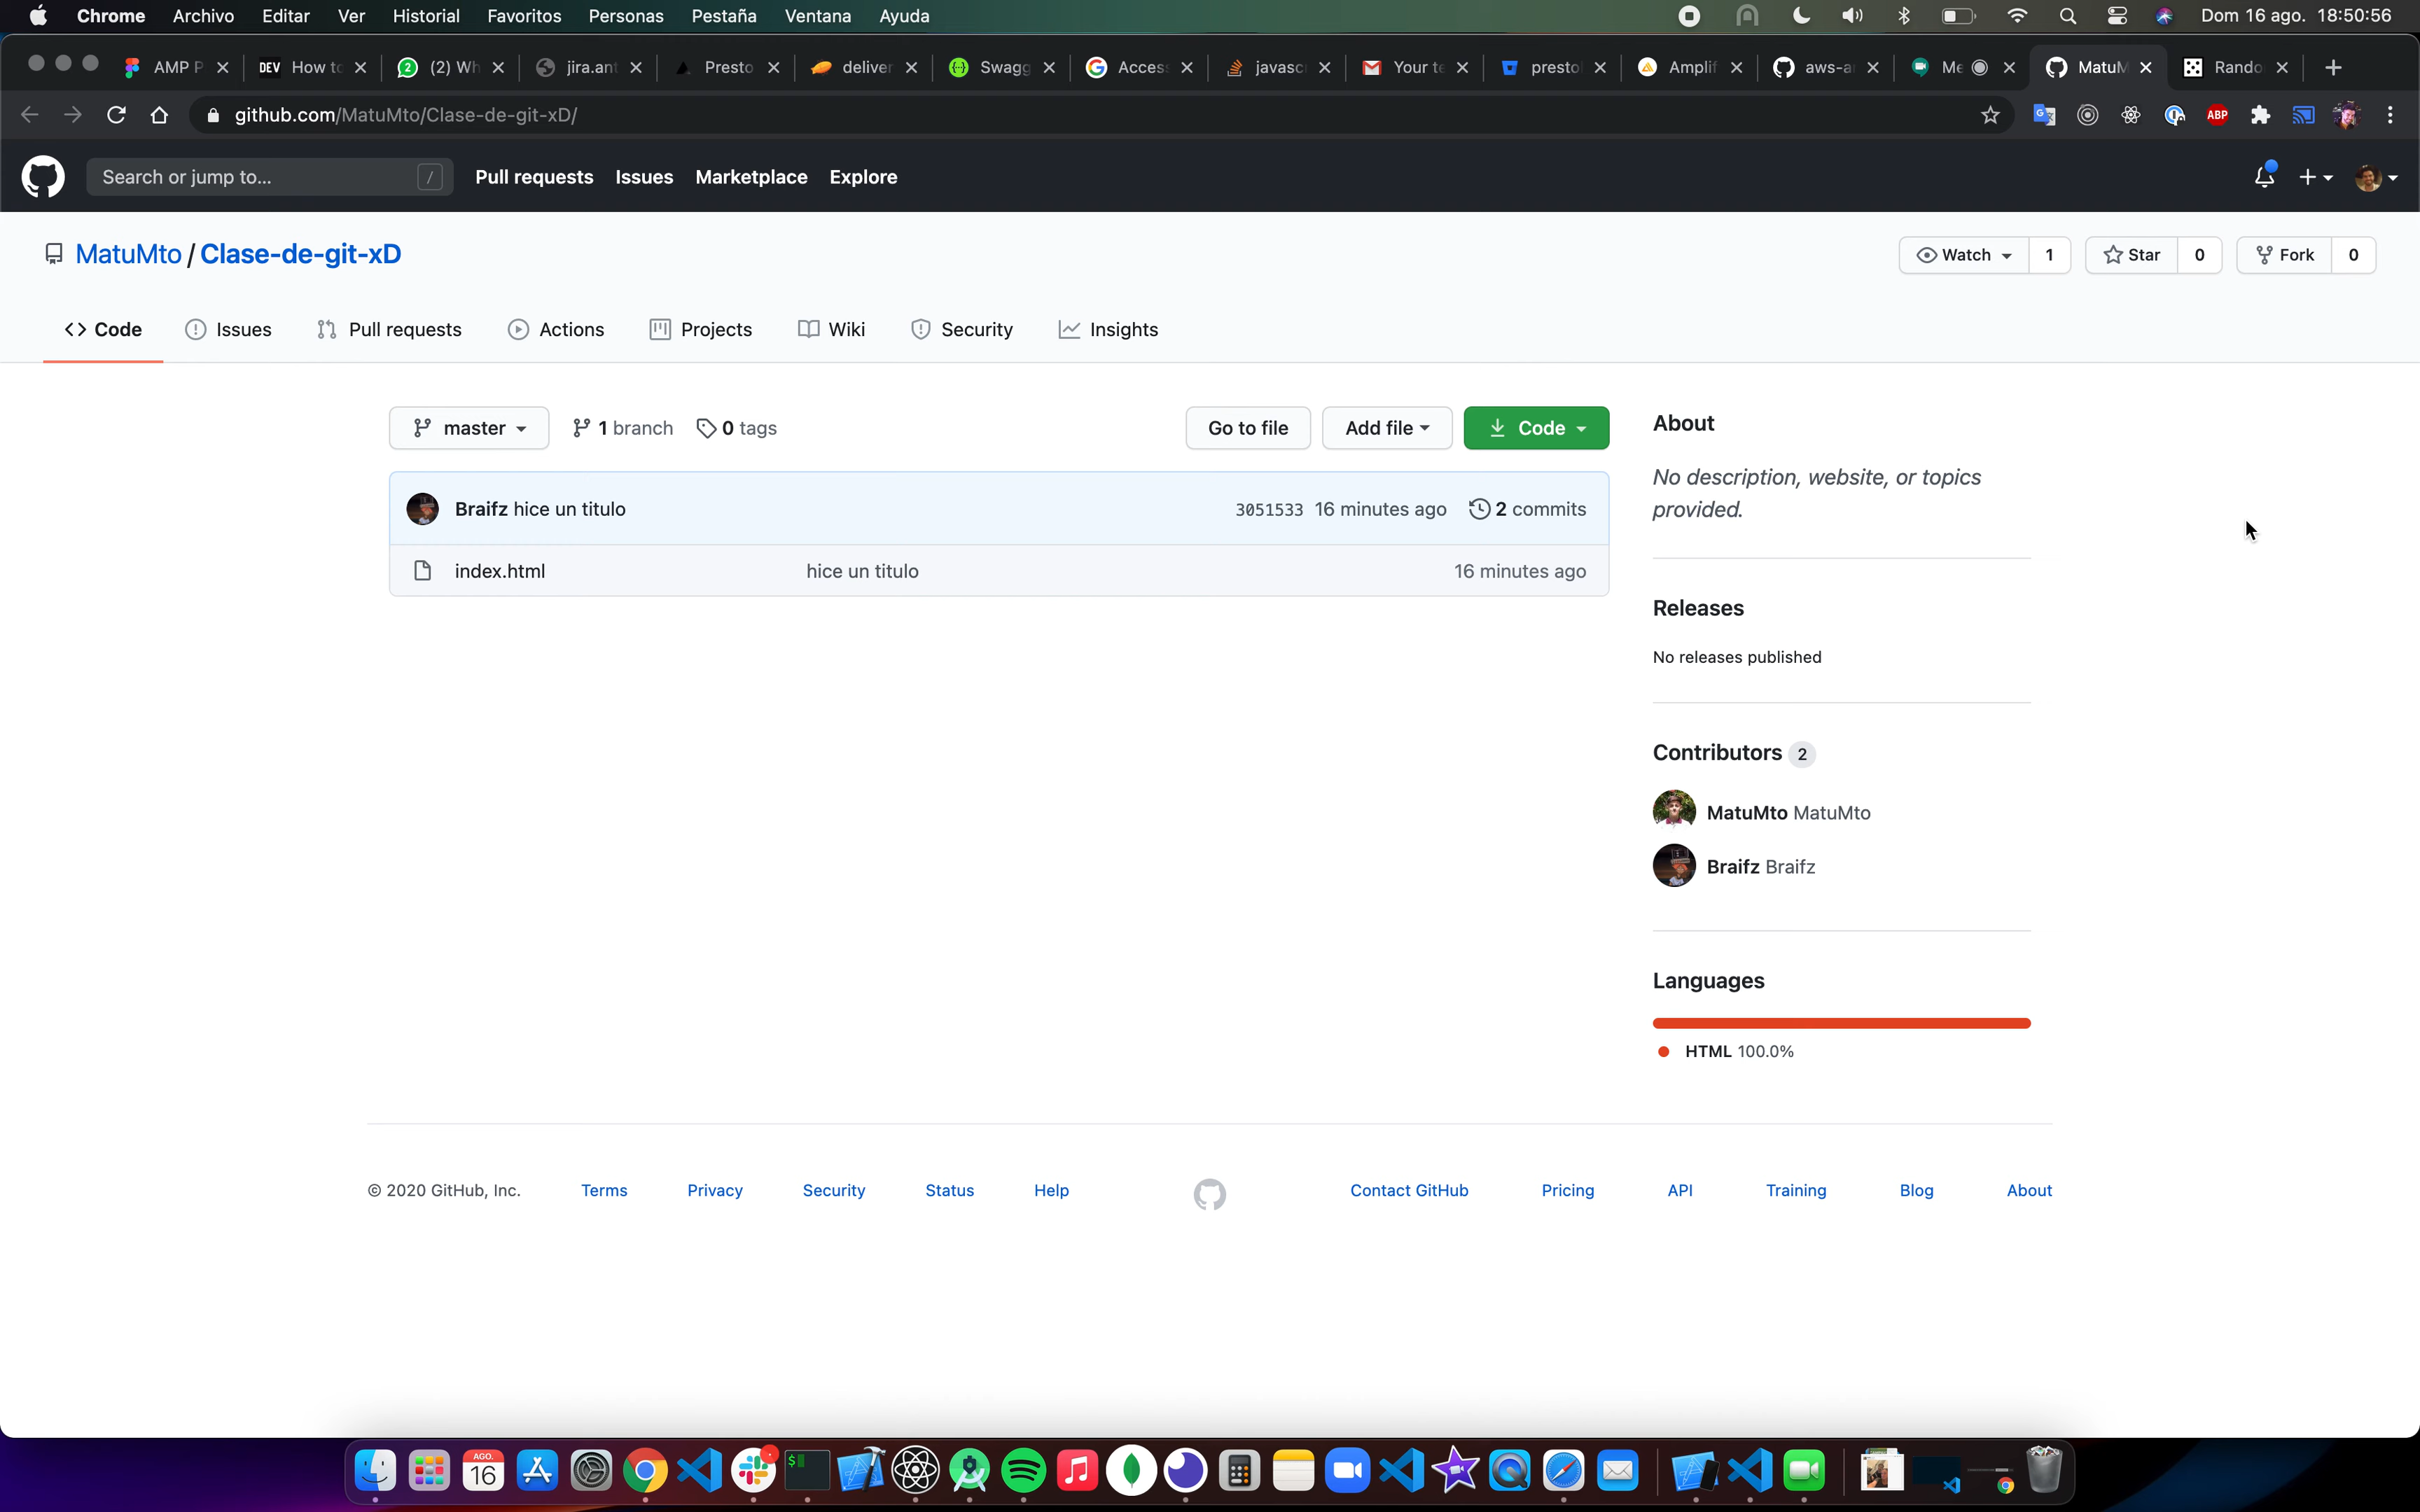 Chrome Archivo Editar Ver Historial Favoritos Personas Pestaña Ventana Ayuda Dom 16 ago. 18:50:56
AMP P DEV How to 2 (2) Wh jira.ant Presto deliver Swagg Access javasc Your te presto Amplif aws-a Me MatuM Rando
github.com/MatuMto/Clase-de-git-xD/ ABP
Search or jump to... / Pull requests Issues Marketplace Explore
MatuMto / Clase-de-git-xD Watch 1 Star 0 Fork 0
Code Issues Pull requests Actions Projects Wiki Security Insights
master 1 branch 0 tags Go to file Add file Code
Braifz hice un titulo 3051533 16 minutes ago 2 commits
index.html hice un titulo 16 minutes ago
About
No description, website, or topics
provided.
Releases
No releases published
Contributors 2
MatuMto MatuMto
Braifz Braifz
Languages
HTML 100.0%
© 2020 GitHub, Inc. Terms Privacy Security Status Help Contact GitHub Pricing API Training Blog About
AGO.
16